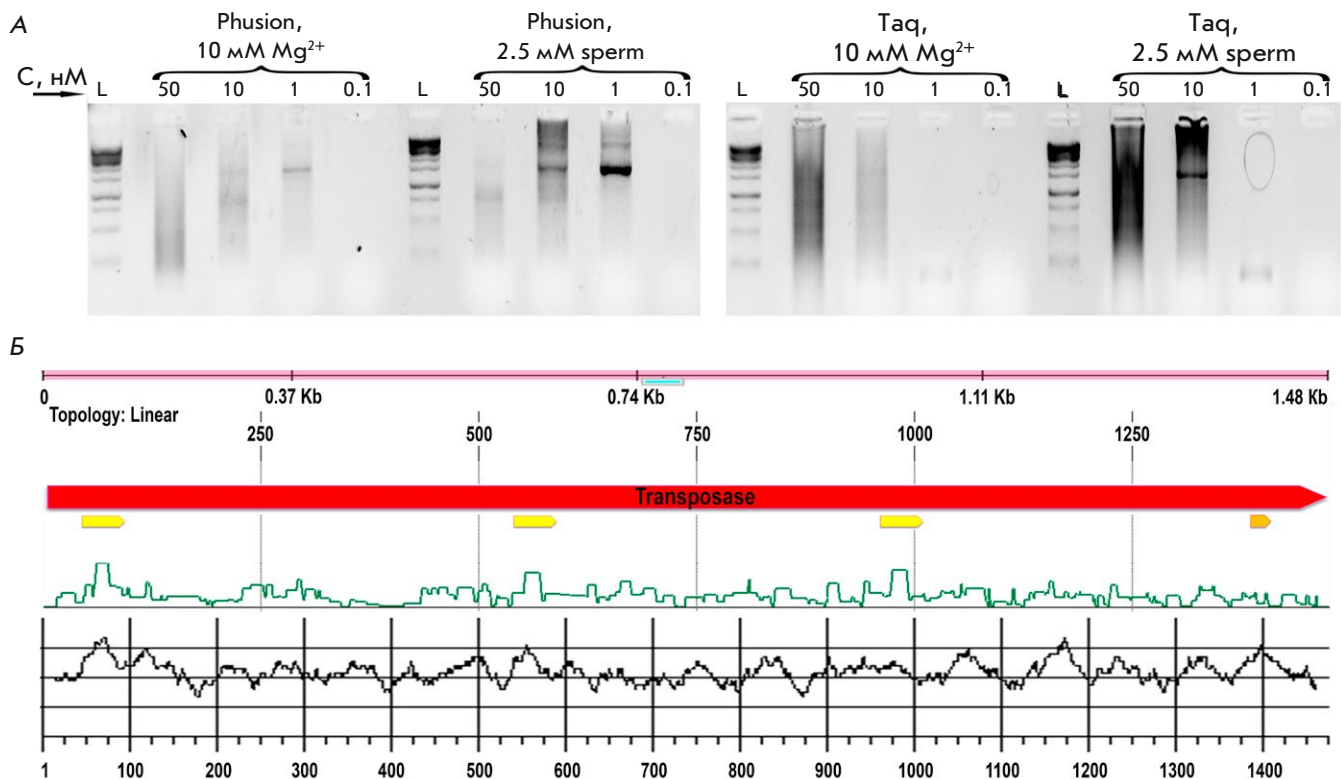 А
Phusion,
10 мМ Mg²⁺
Phusion,
2.5 мМ sperm
Taq,
10 мМ Mg²⁺
Taq,
2.5 мМ sperm
С, нМ L 50 10 1 0.1 L 50 10 1 0.1 L 50 10 1 0.1 L 50 10 1 0.1
Б
0 0.37 Kb 0.74 Kb 1.11 Kb 1.48 Kb
Topology: Linear
250 500 750 1000 1250
Transposase
1 100 200 300 400 500 600 700 800 900 1000 1100 1200 1300 1400